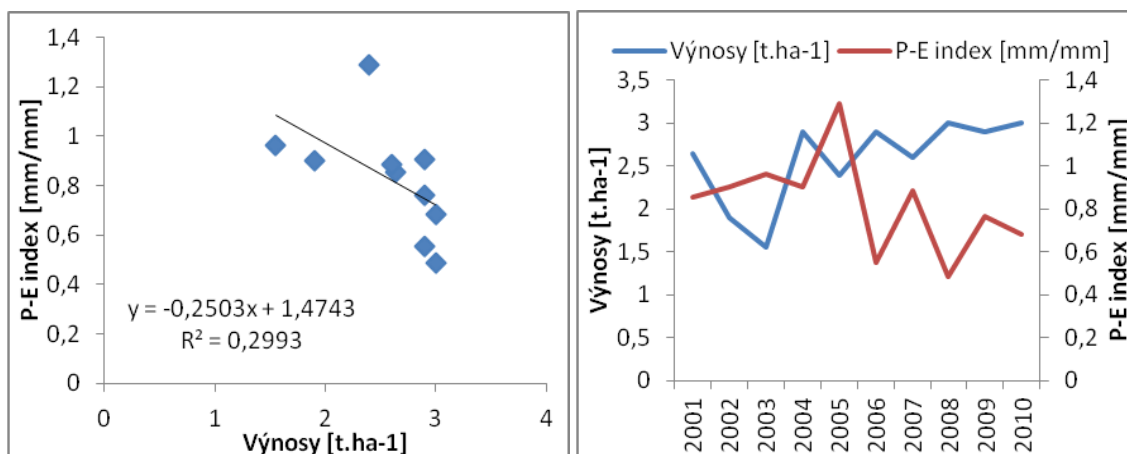 P-E index [mm/mm]
1,4
1,2
1
0,8
0,6
0,4
0,2
0
y = -0,2503x + 1,4743
R² = 0,2993
0 1 2 3 4
Výnosy [t.ha-1]
Výnosy [t.ha-1] P-E index [mm/mm]
Výnosy [t.ha-1]
3,5
3
2,5
2
1,5
1
0,5
0
1,4
1,2
1
0,8
0,6
0,4
0,2
0
P-E index [mm/mm]
2001 2002 2003 2004 2005 2006 2007 2008 2009 2010